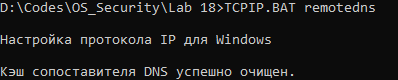 D:\Codes\OS_Security\Lab 18>TCPIP.BAT remotedns
Настройка протокола IP для Windows
Кэш сопоставителя DNS успешно очищен.